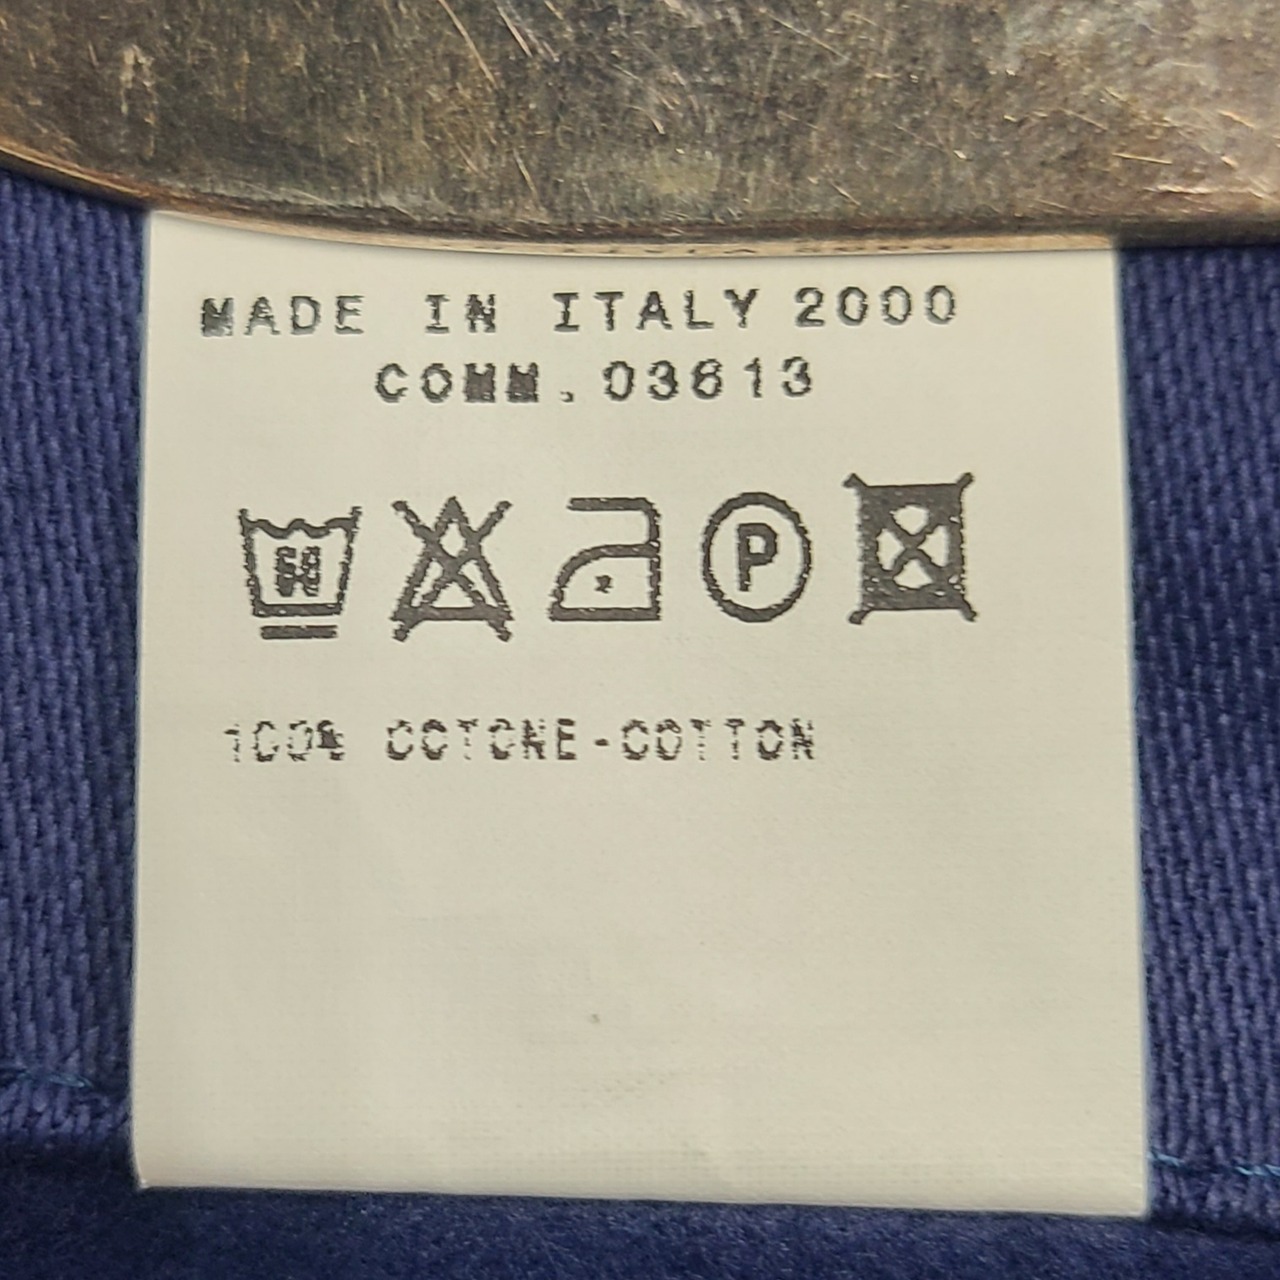 MADE IN ITALY 2000
COMM. 03613
P
100% COTONE-COTTON